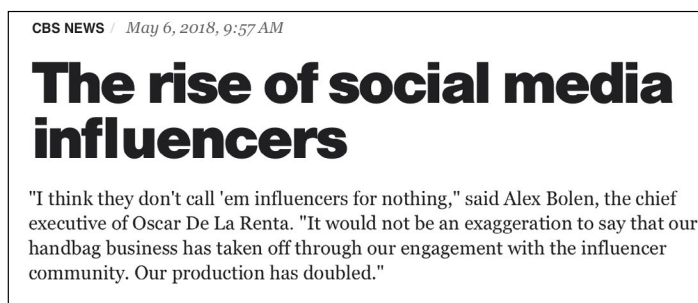 CBS NEWS / May 6, 2018, 9:57 AM
The rise of social media
influencers
"I think they don't call 'em influencers for nothing," said Alex Bolen, the chief
executive of Oscar De La Renta. "It would not be an exaggeration to say that our
handbag business has taken off through our engagement with the influencer
community. Our production has doubled."